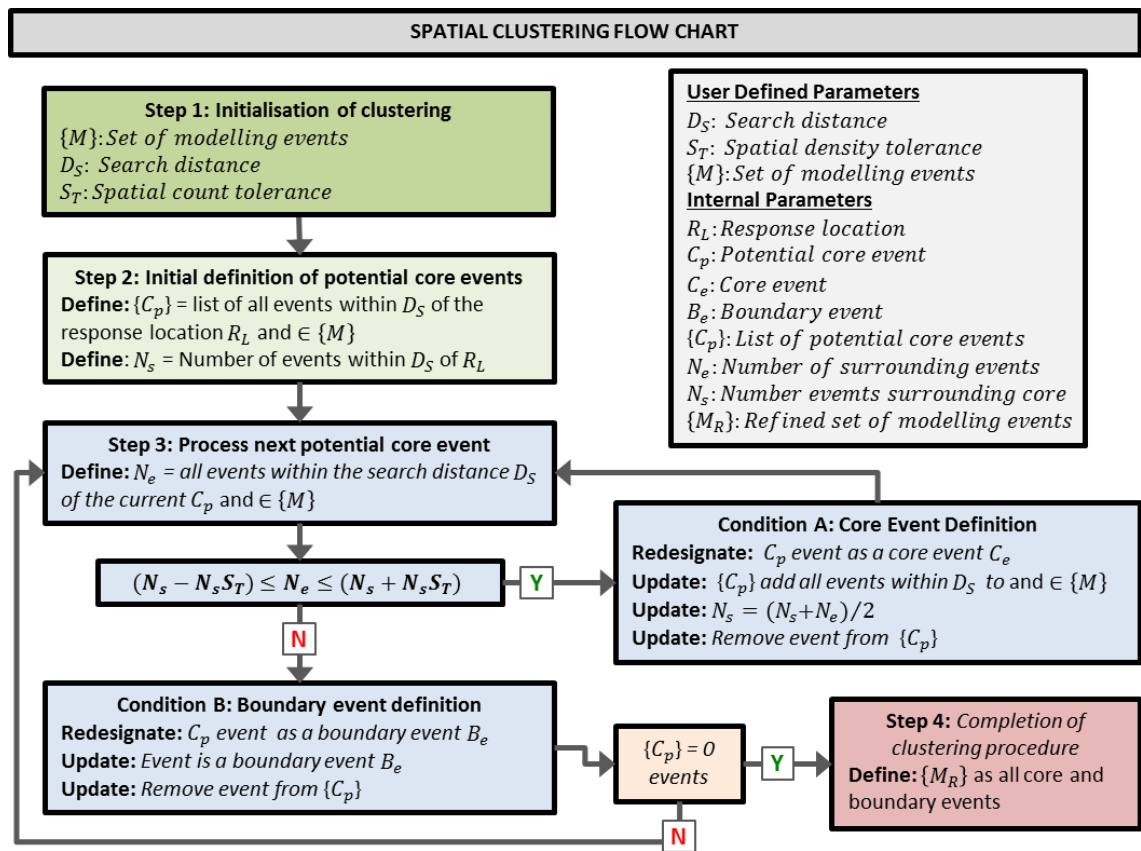 SPATIAL CLUSTERING FLOW CHART
Step 1: Initialisation of clustering
{M}: Set of modelling events
D_S: Search distance
S_T: Spatial count tolerance
User Defined Parameters
D_S: Search distance
S_T: Spatial density tolerance
{M}: Set of modelling events
Internal Parameters
R_L: Response location
C_p: Potential core event
C_e: Core event
B_e: Boundary event
{C_p}: List of potential core events
N_e: Number of surrounding events
N_s: Number evemts surrounding core
{M_R}: Refined set of modelling events
Step 2: Initial definition of potential core events
Define: {C_p} = list of all events within D_S of the
response location R_L and ∈ {M}
Define: N_s = Number of events within D_S of R_L
Step 3: Process next potential core event
Define: N_e = all events within the search distance D_S
of the current C_p and ∈ {M}
(N_s − N_sS_T) ≤ N_e ≤ (N_s + N_sS_T)
Y
N
Condition A: Core Event Definition
Redesignate: C_p event as a core event C_e
Update: {C_p} add all events within D_S to and ∈ {M}
Update: N_s = (N_s+N_e)/2
Update: Remove event from {C_p}
Condition B: Boundary event definition
Redesignate: C_p event as a boundary event B_e
Update: Event is a boundary event B_e
Update: Remove event from {C_p}
{C_p} = 0
events
Y
N
Step 4: Completion of
clustering procedure
Define: {M_R} as all core and
boundary events